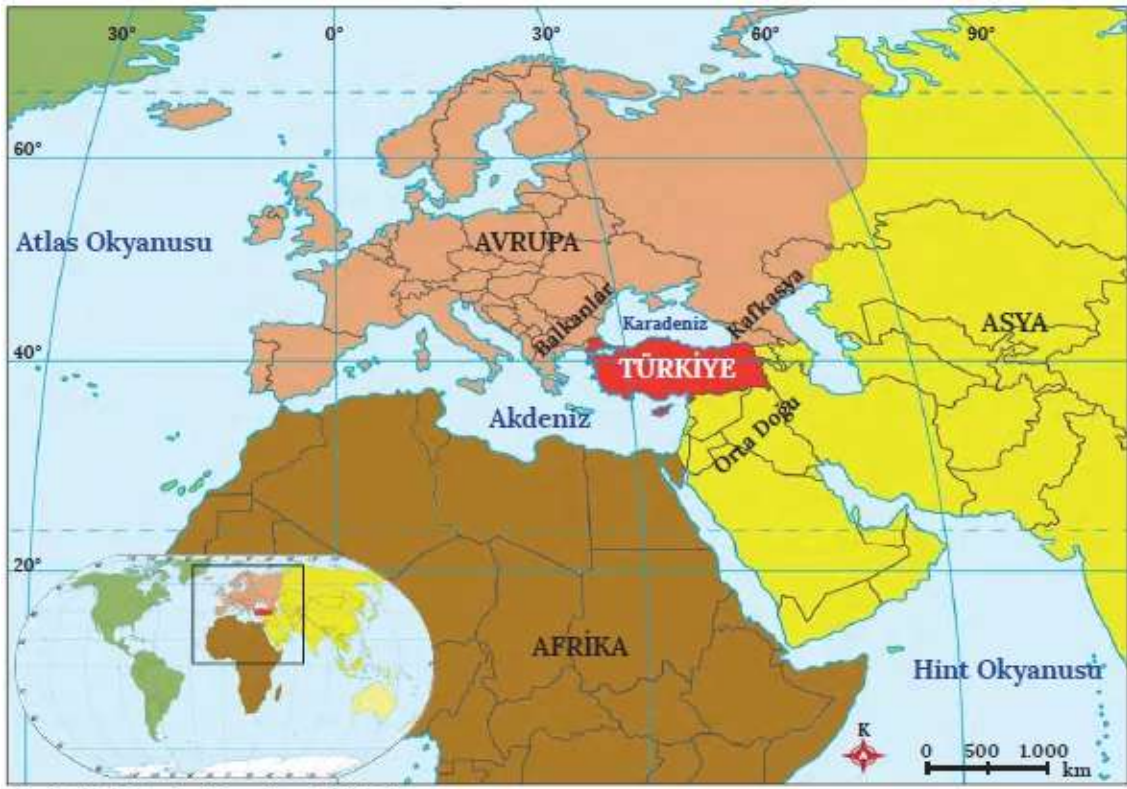 30° 0° 30° 60° 90°
60°
Atlas Okyanusu
AVRUPA
Balkanlar
Karadeniz
Kafkasya
ASYA
40°
TÜRKİYE
Akdeniz
Orta Doğu
20°
AFRİKA
Hint Okyanusu
K
0 500 1.000
km